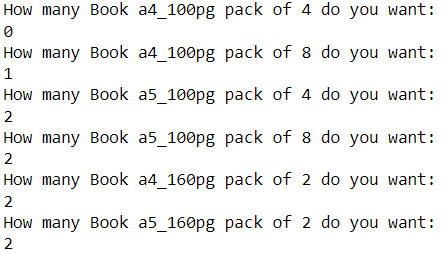 How many Book a4_100pg pack of 4 do you want:
0
How many Book a4_100pg pack of 8 do you want:
1
How many Book a5_100pg pack of 4 do you want:
2
How many Book a5_100pg pack of 8 do you want:
2
How many Book a4_160pg pack of 2 do you want:
2
How many Book a5_160pg pack of 2 do you want:
2